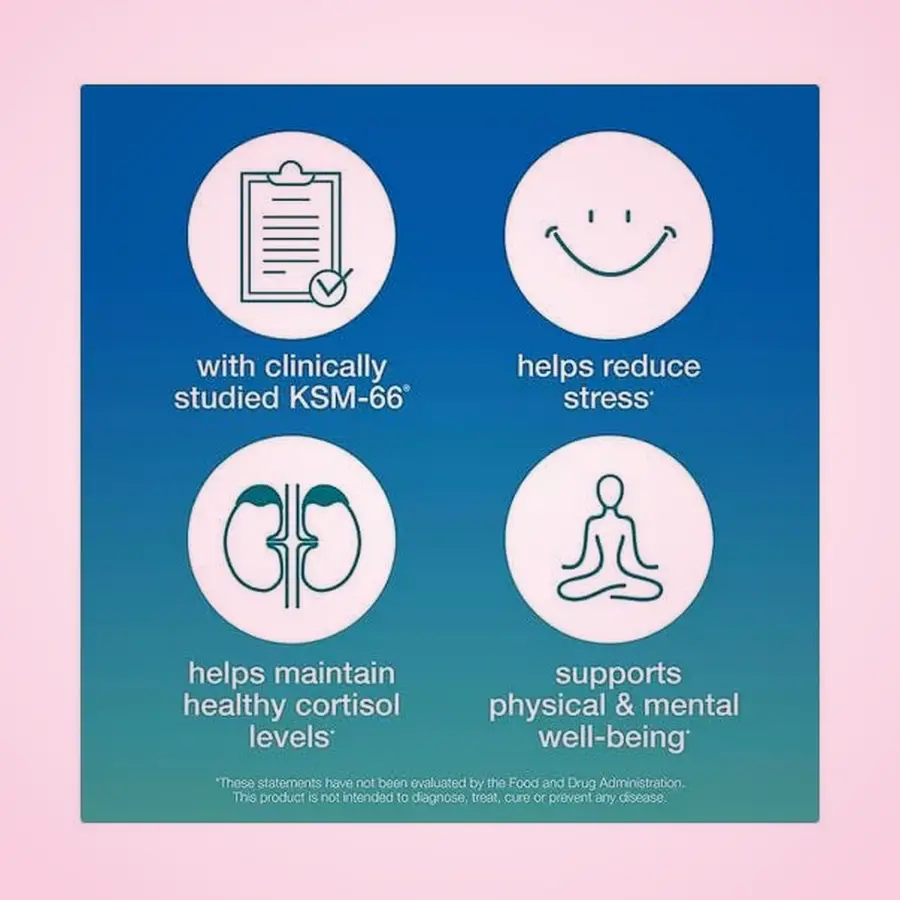 with clinically
studied KSM-66®
helps reduce
stress*
helps maintain
healthy cortisol
levels*
supports
physical & mental
well-being*
*These statements have not been evaluated by the Food and Drug Administration.
This product is not intended to diagnose, treat, cure or prevent any disease.